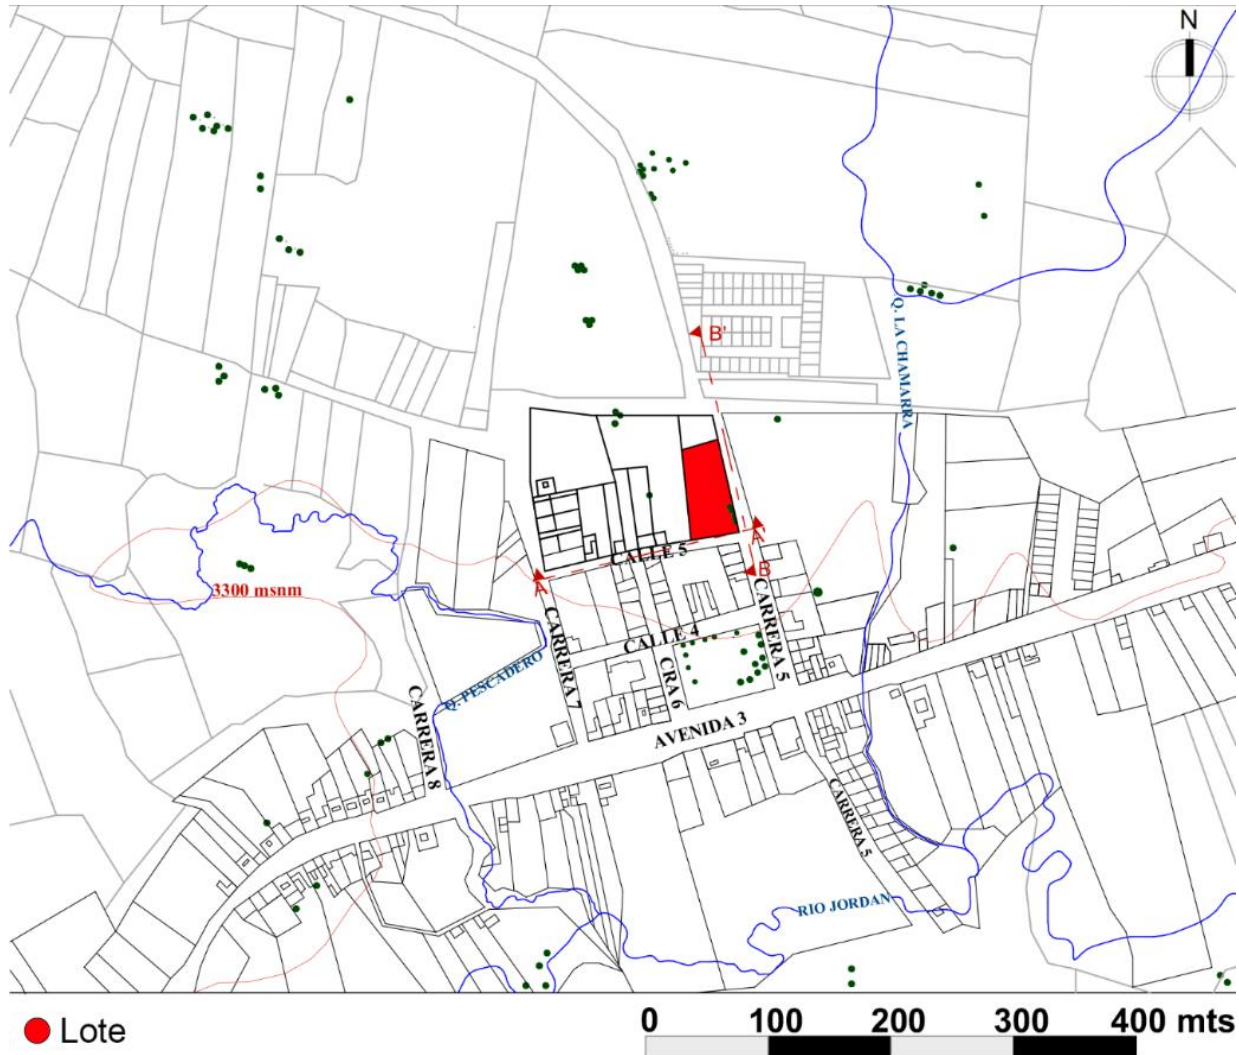 N
B'
Q. LA CHAMARRA
A'
CALLE 5
B
A
3300 msnm
CARRERA 5
CALLE 4
CARRERA 7
Q. PESCADERO
CRA 6
CARRERA 8
AVENIDA 3
CARRERA 5
RIO JORDAN
Lote
0 100 200 300 400 mts